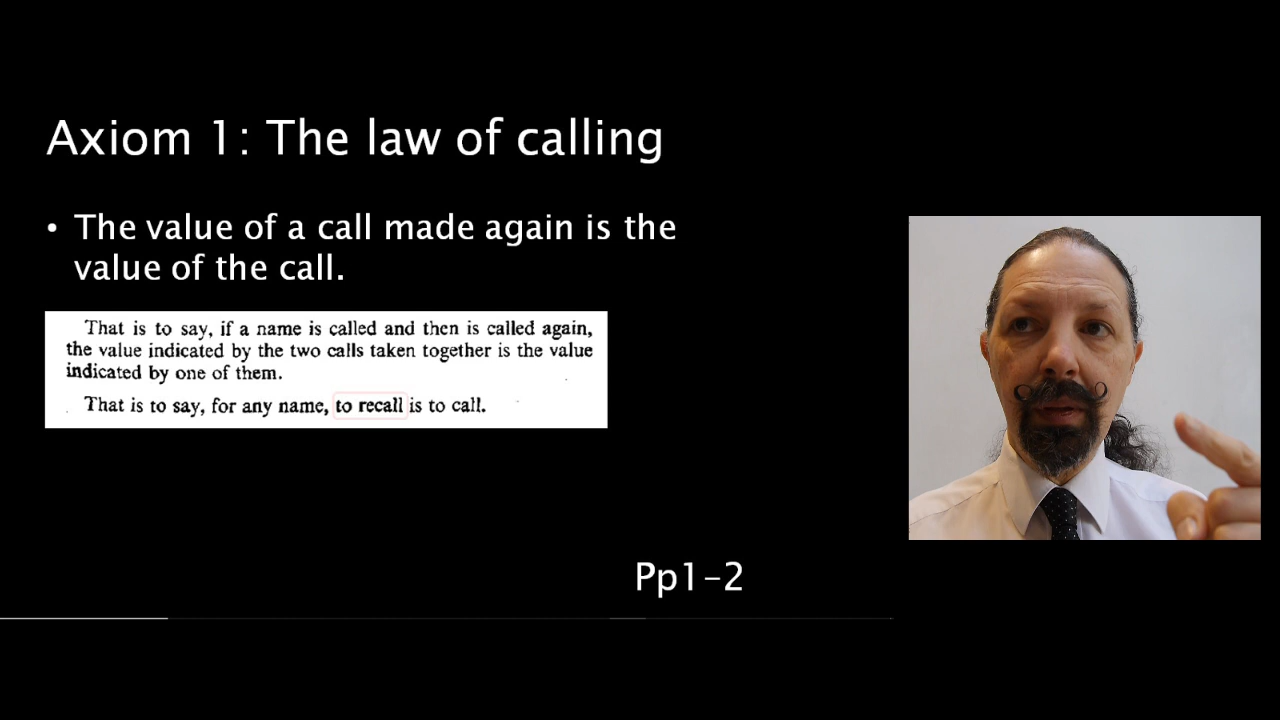 Axiom 1: The law of calling
• The value of a call made again is the
value of the call.
That is to say, if a name is called and then is called again,
the value indicated by the two calls taken together is the value
indicated by one of them.
That is to say, for any name, to recall is to call.
Pp1-2